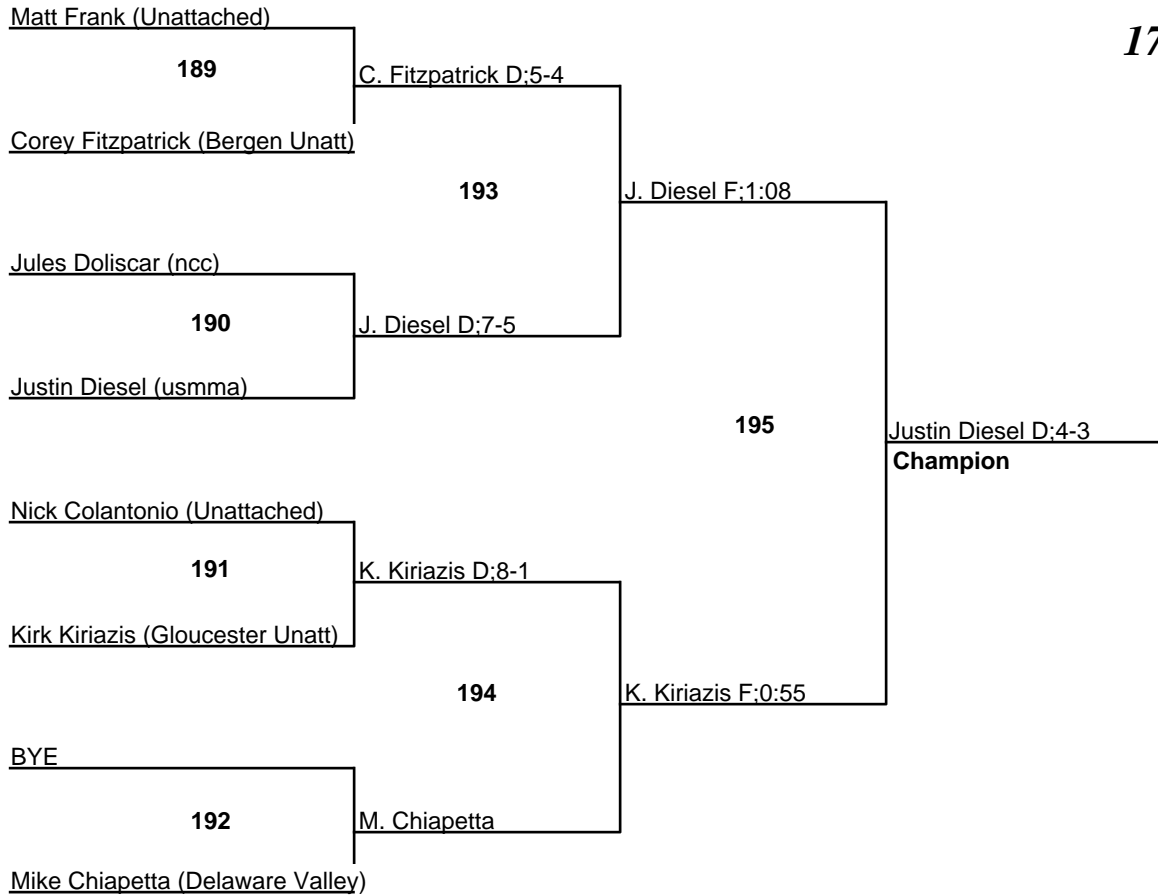 Matt Frank (Unattached)
17
189
C. Fitzpatrick D;5-4
Corey Fitzpatrick (Bergen Unatt)
193
J. Diesel F;1:08
Jules Doliscar (ncc)
190
J. Diesel D;7-5
Justin Diesel (usmma)
195
Justin Diesel D;4-3
Champion
Nick Colantonio (Unattached)
191
K. Kiriazis D;8-1
Kirk Kiriazis (Gloucester Unatt)
194
K. Kiriazis F;0:55
BYE
192
M. Chiapetta
Mike Chiapetta (Delaware Valley)